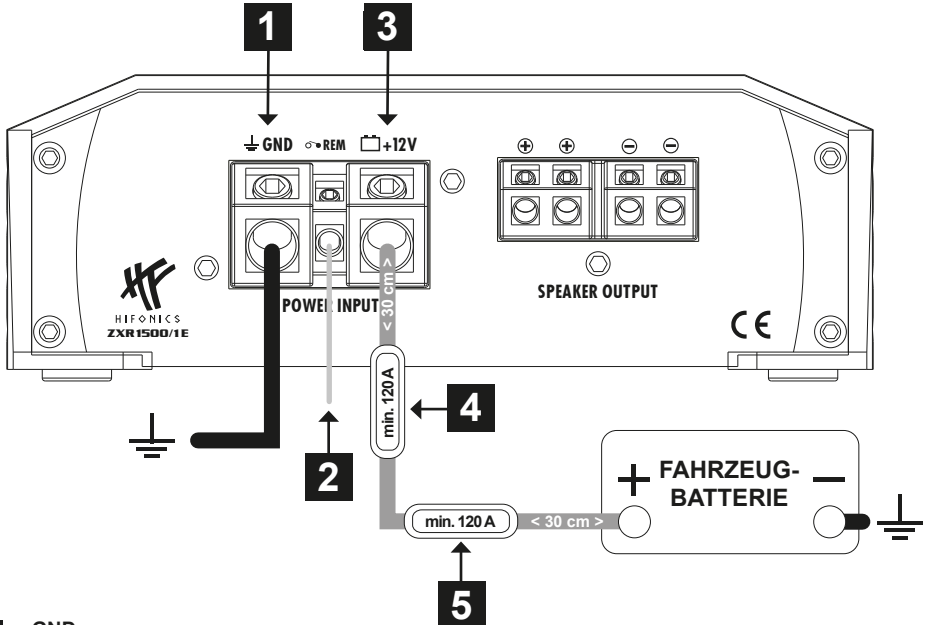 1 3
GND REM +12V
+ + − −
< 30 cm >
POWER INPUT
SPEAKER OUTPUT
HIFONICS
ZXR1500/1E
CE
min. 120 A
4
2
+ FAHRZEUG- −
BATTERIE
min. 120 A < 30 cm >
5
GND